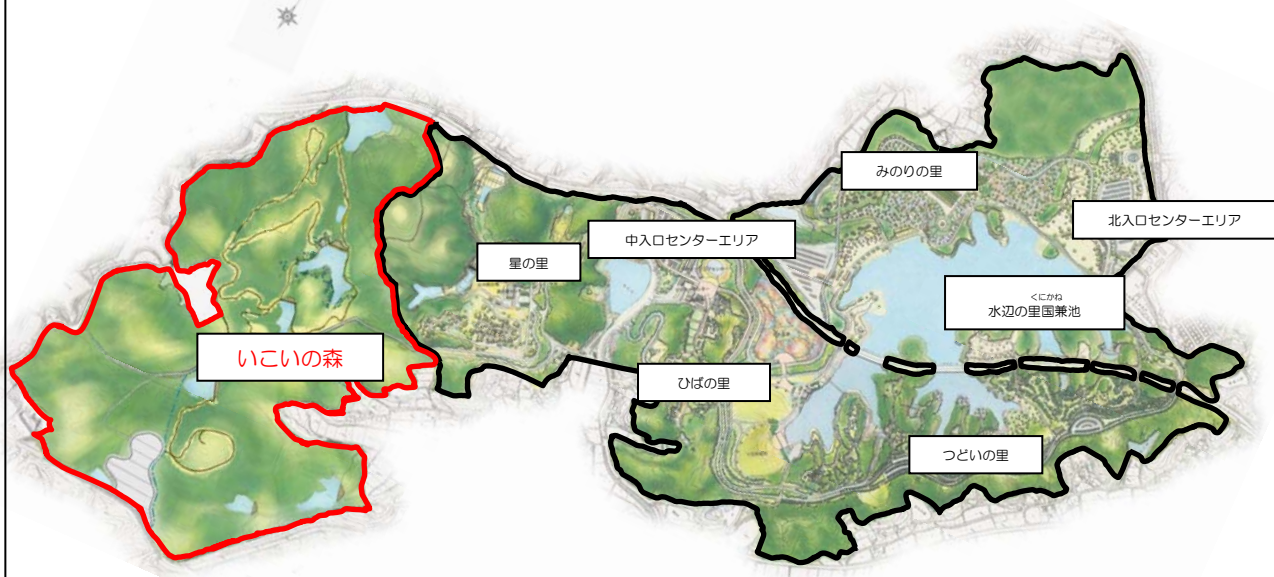 みのりの里
北入口センターエリア
中入口センターエリア
星の里
くにかね
水辺の里国兼池
いこいの森
ひばの里
つどいの里